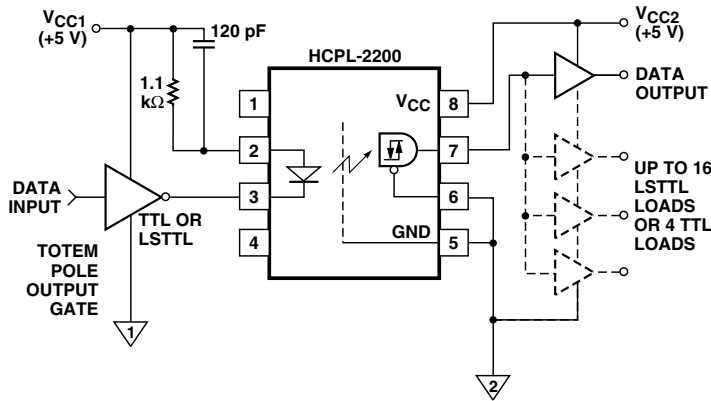 VCC1
(+5 V)
120 pF
1.1
kΩ
HCPL-2200
1
2
3
4
VCC
8
7
6
GND
5
VCC2
(+5 V)
DATA
OUTPUT
DATA
INPUT
TTL OR
LSTTL
TOTEM
POLE
OUTPUT
GATE
1
UP TO 16
LSTTL
LOADS
OR 4 TTL
LOADS
2